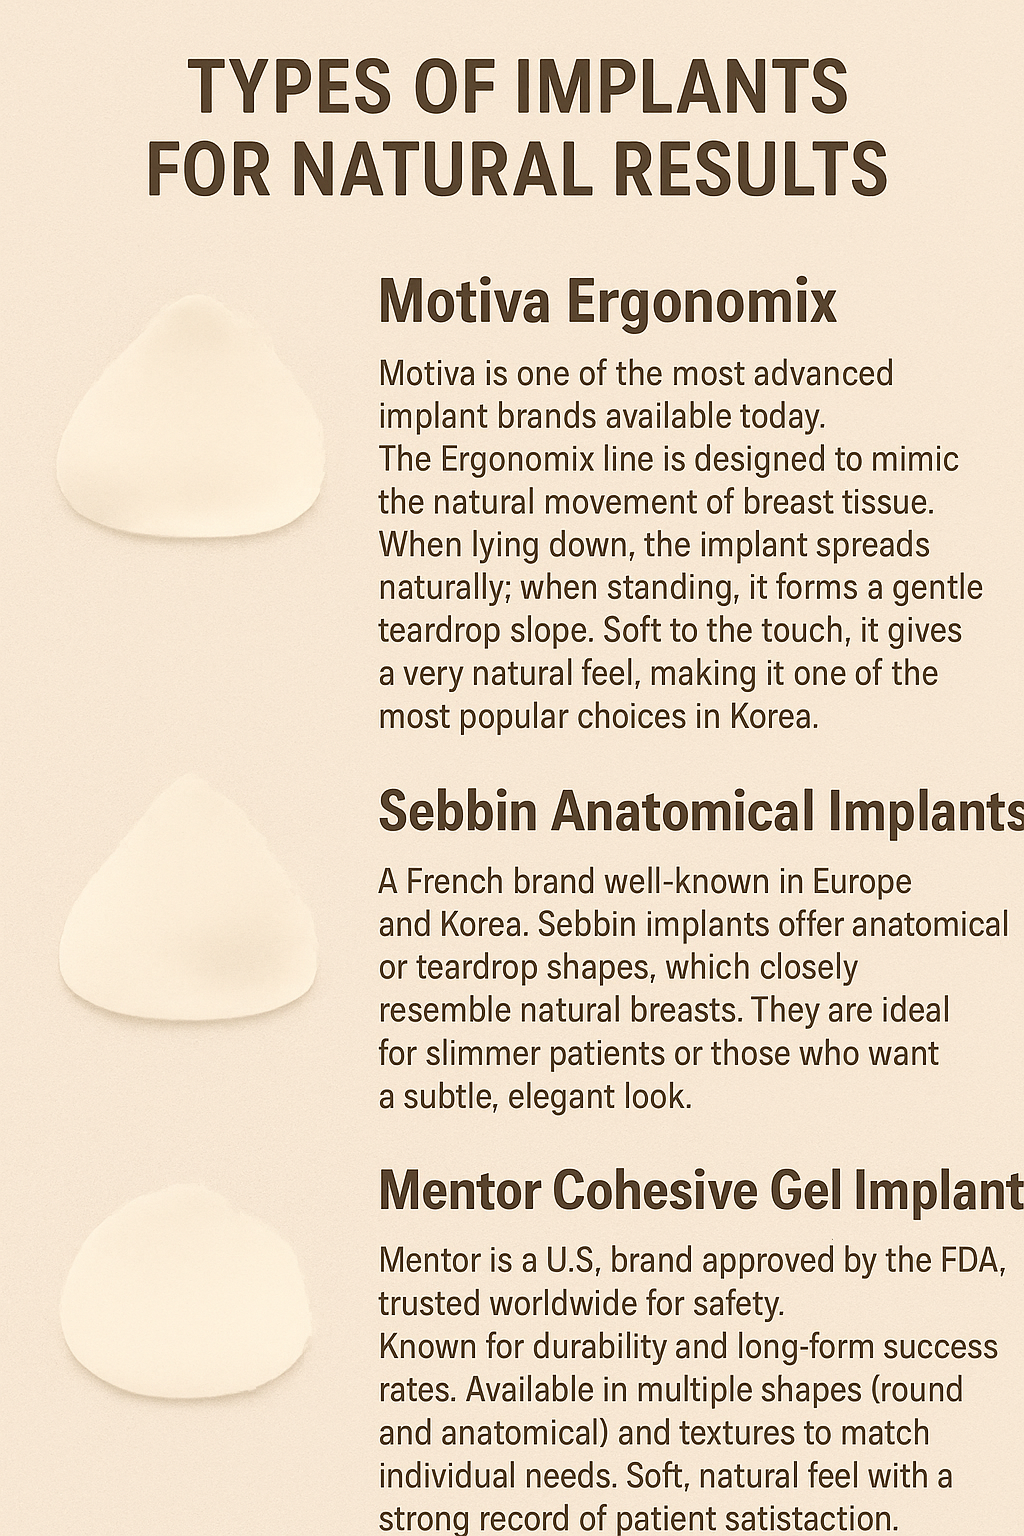 TYPES OF IMPLANTS
FOR NATURAL RESULTS
Motiva Ergonomix
Motiva is one of the most advanced
implant brands available today.
The Ergonomix line is designed to mimic
the natural movement of breast tissue.
When lying down, the implant spreads
naturally; when standing, it forms a gentle
teardrop slope. Soft to the touch, it gives
a very natural feel, making it one of the
most popular choices in Korea.
Sebbin Anatomical Implants
A French brand well-known in Europe
and Korea. Sebbin implants offer anatomical
or teardrop shapes, which closely
resemble natural breasts. They are ideal
for slimmer patients or those who want
a subtle, elegant look.
Mentor Cohesive Gel Implant
Mentor is a U.S, brand approved by the FDA,
trusted worldwide for safety.
Known for durability and long-form success
rates. Available in multiple shapes (round
and anatomical) and textures to match
individual needs. Soft, natural feel with a
strong record of patient satistaction.